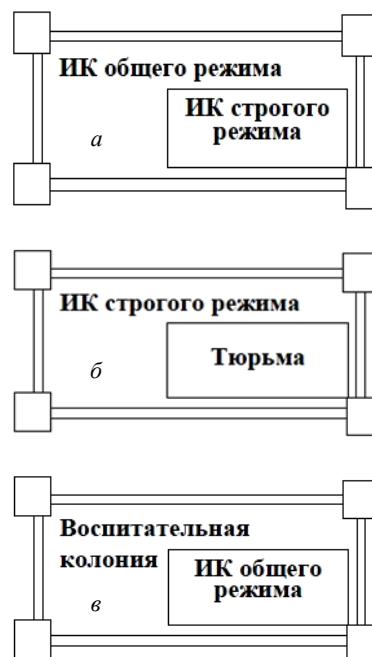 ИК общего режима
ИК строгого
режима
а
ИК строгого режима
Тюрьма
б
Воспитательная
колония
ИК общего
режима
в